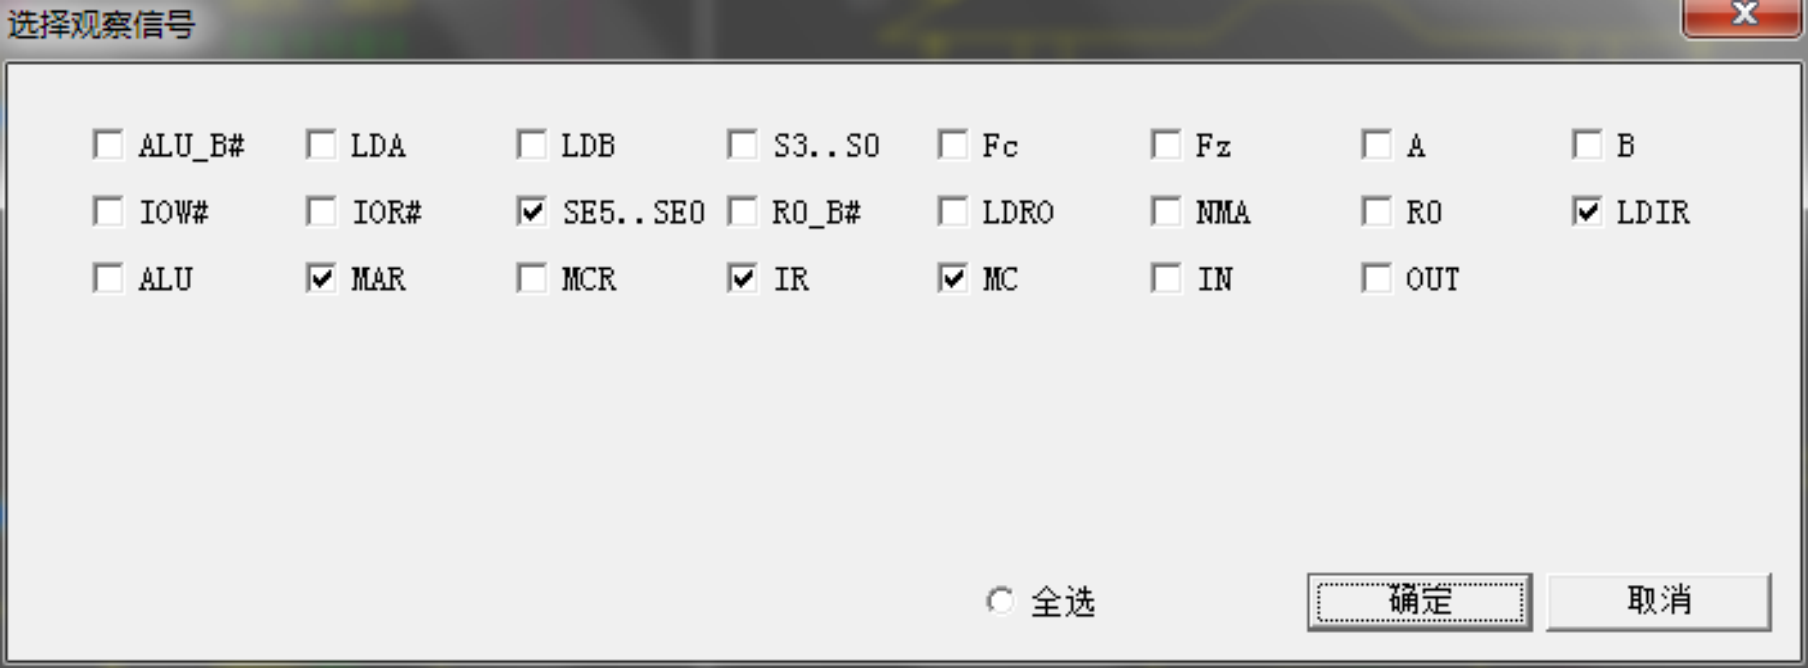 选择观察信号
ALU_B# LDA LDB S3..S0 Fc Fz A B
IOW# IOR# SE5..SE0 R0_B# LDR0 NMA R0 LDIR
ALU MAR MCR IR MC IN OUT
全选 确定 取消